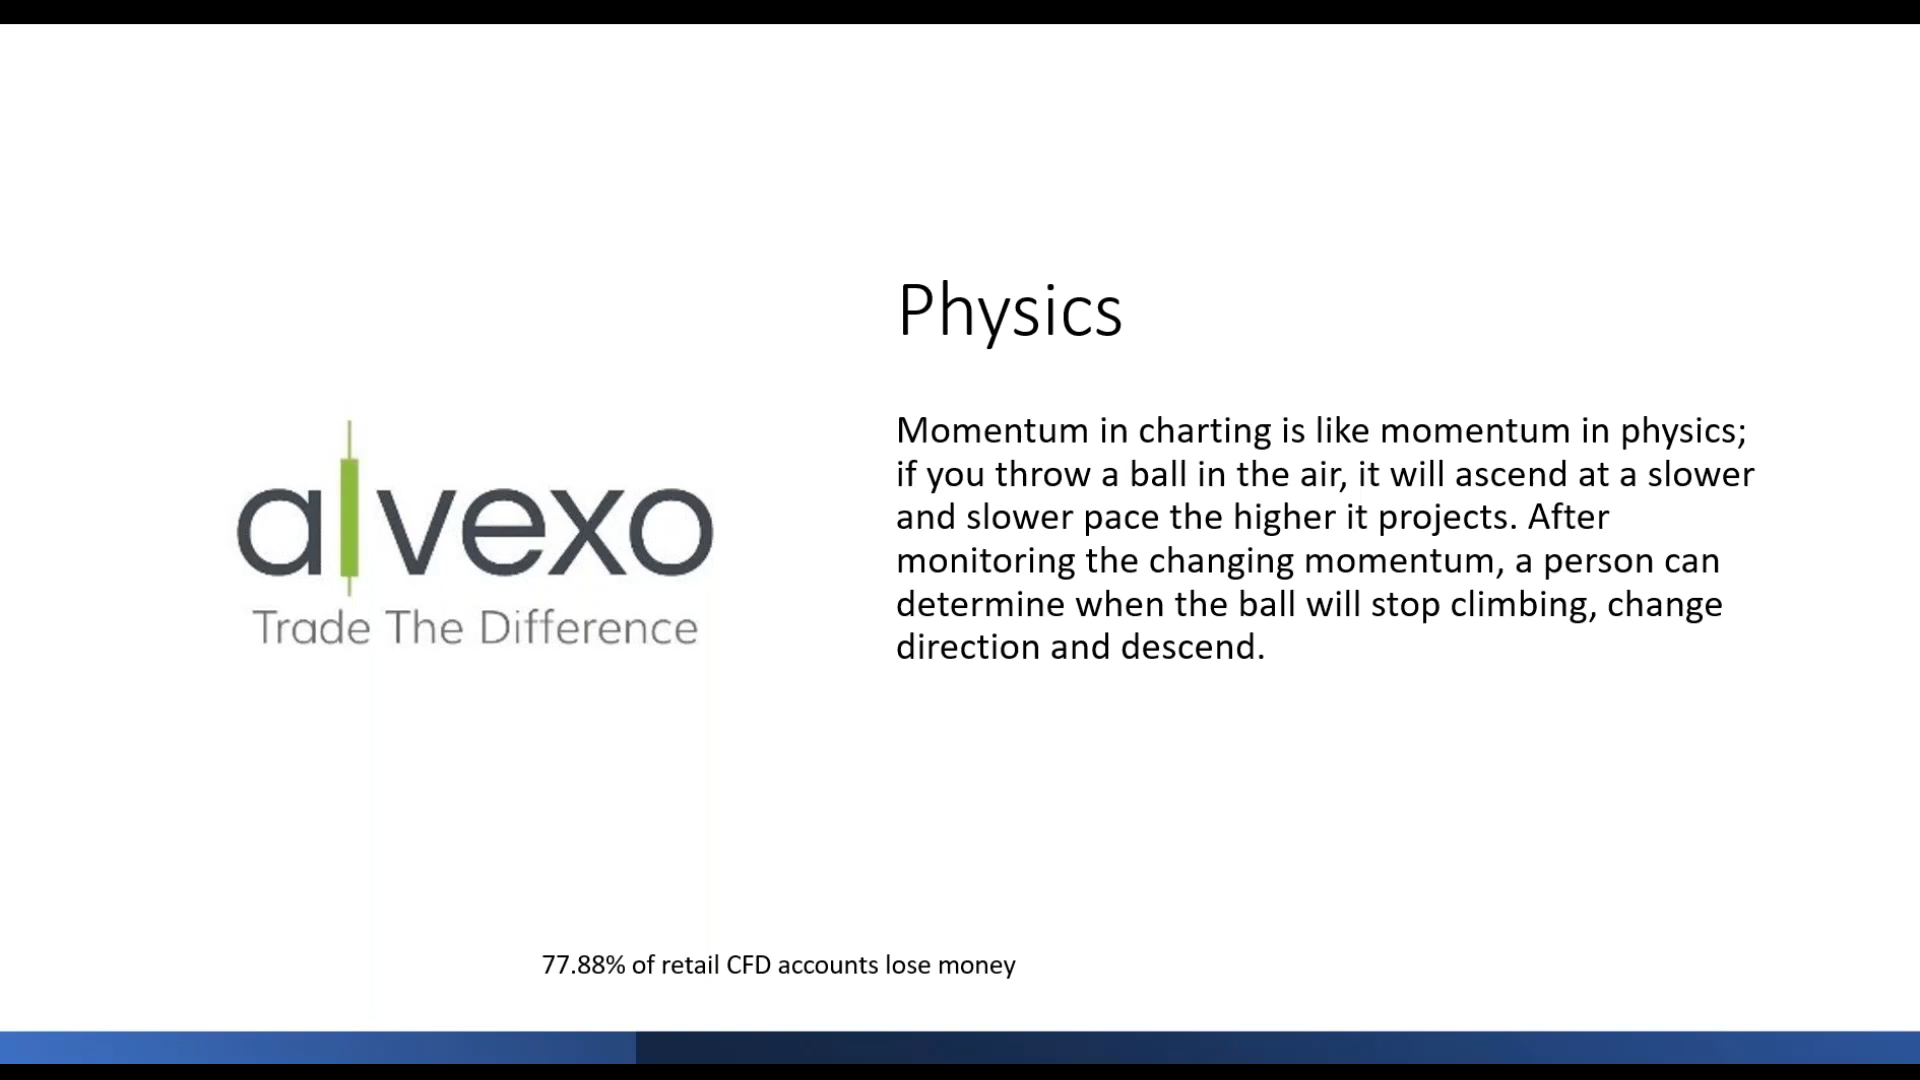 alvexo
Trade The Difference
Physics
Momentum in charting is like momentum in physics;
if you throw a ball in the air, it will ascend at a slower
and slower pace the higher it projects. After
monitoring the changing momentum, a person can
determine when the ball will stop climbing, change
direction and descend.
77.88% of retail CFD accounts lose money